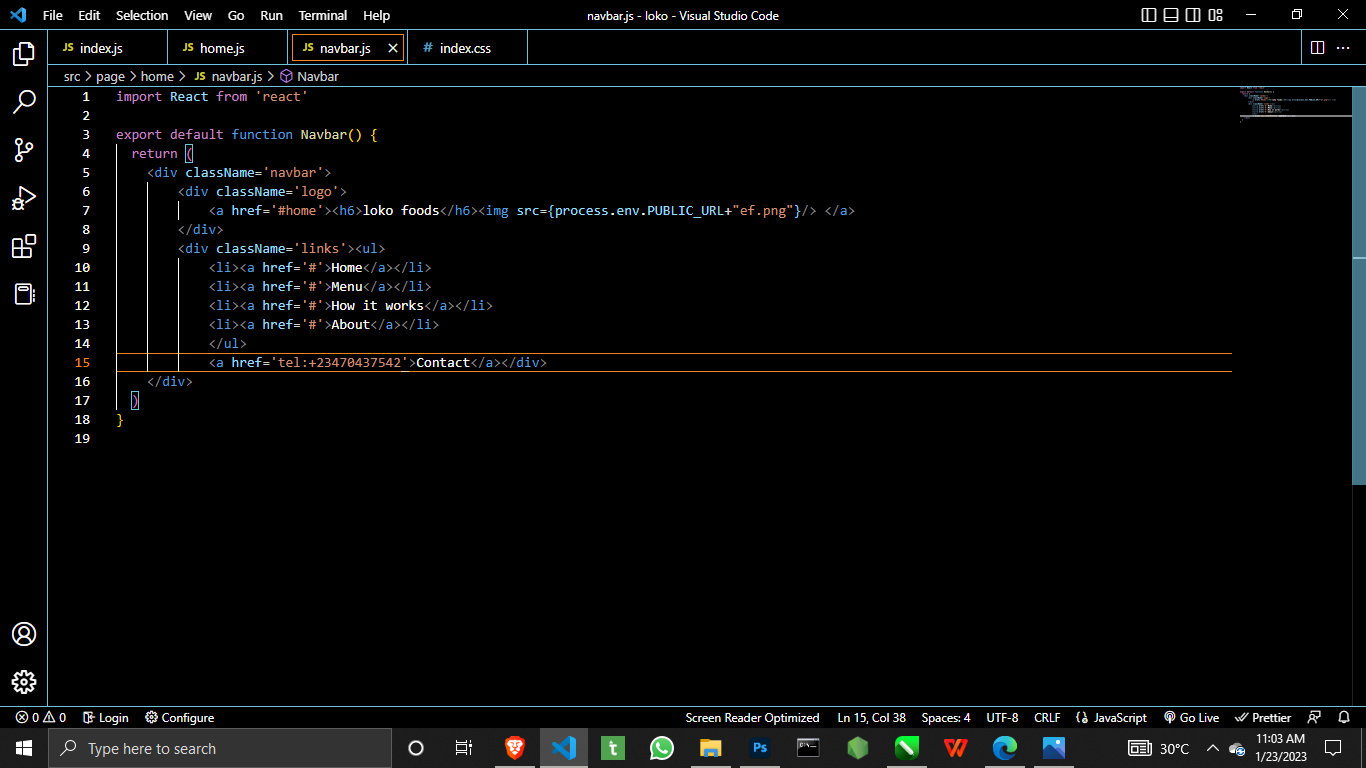 File Edit Selection View Go Run Terminal Help navbar.js - loko - Visual Studio Code
JS index.js JS home.js JS navbar.js # index.css
src > page > home > JS navbar.js > Navbar
1 import React from 'react'
2
3 export default function Navbar() {
4 return (
5 <div className='navbar'>
6 <div className='logo'>
7 <a href='#home'><h6>loko foods</h6><img src={process.env.PUBLIC_URL+"ef.png"}/> </a>
8 </div>
9 <div className='links'><ul>
10 <li><a href='#'>Home</a></li>
11 <li><a href='#'>Menu</a></li>
12 <li><a href='#'>How it works</a></li>
13 <li><a href='#'>About</a></li>
14 </ul>
15 <a href='tel:+23470437542'>Contact</a></div>
16 </div>
17 )
18 }
19
0 0 Login Configure Screen Reader Optimized Ln 15, Col 38 Spaces: 4 UTF-8 CRLF {} JavaScript Go Live Prettier
Type here to search t Ps W 30°C 11:03 AM
1/23/2023